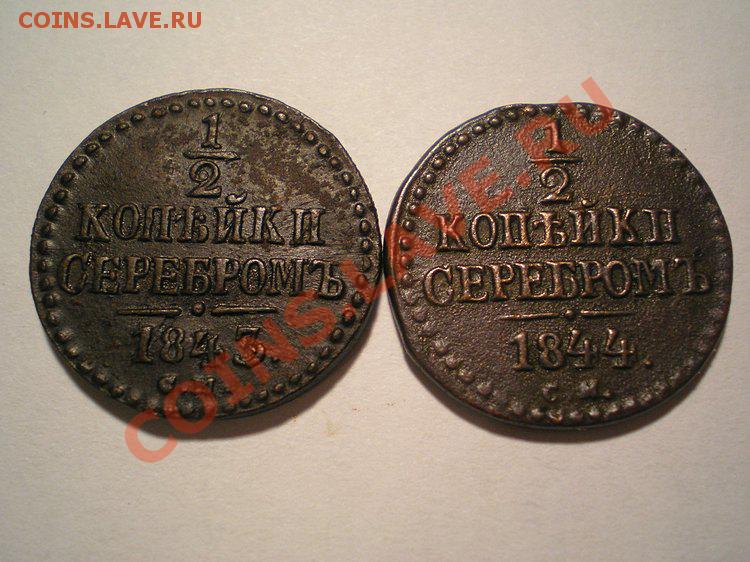 COINS.LAVE.RU
1
2
КОПѢЙКИ
СЕРЕБРОМЪ
1843.
С. М.
1
2
КОПѢЙКИ
СЕРЕБРОМЪ
1844.
С М.
COINS.LAVE.RU